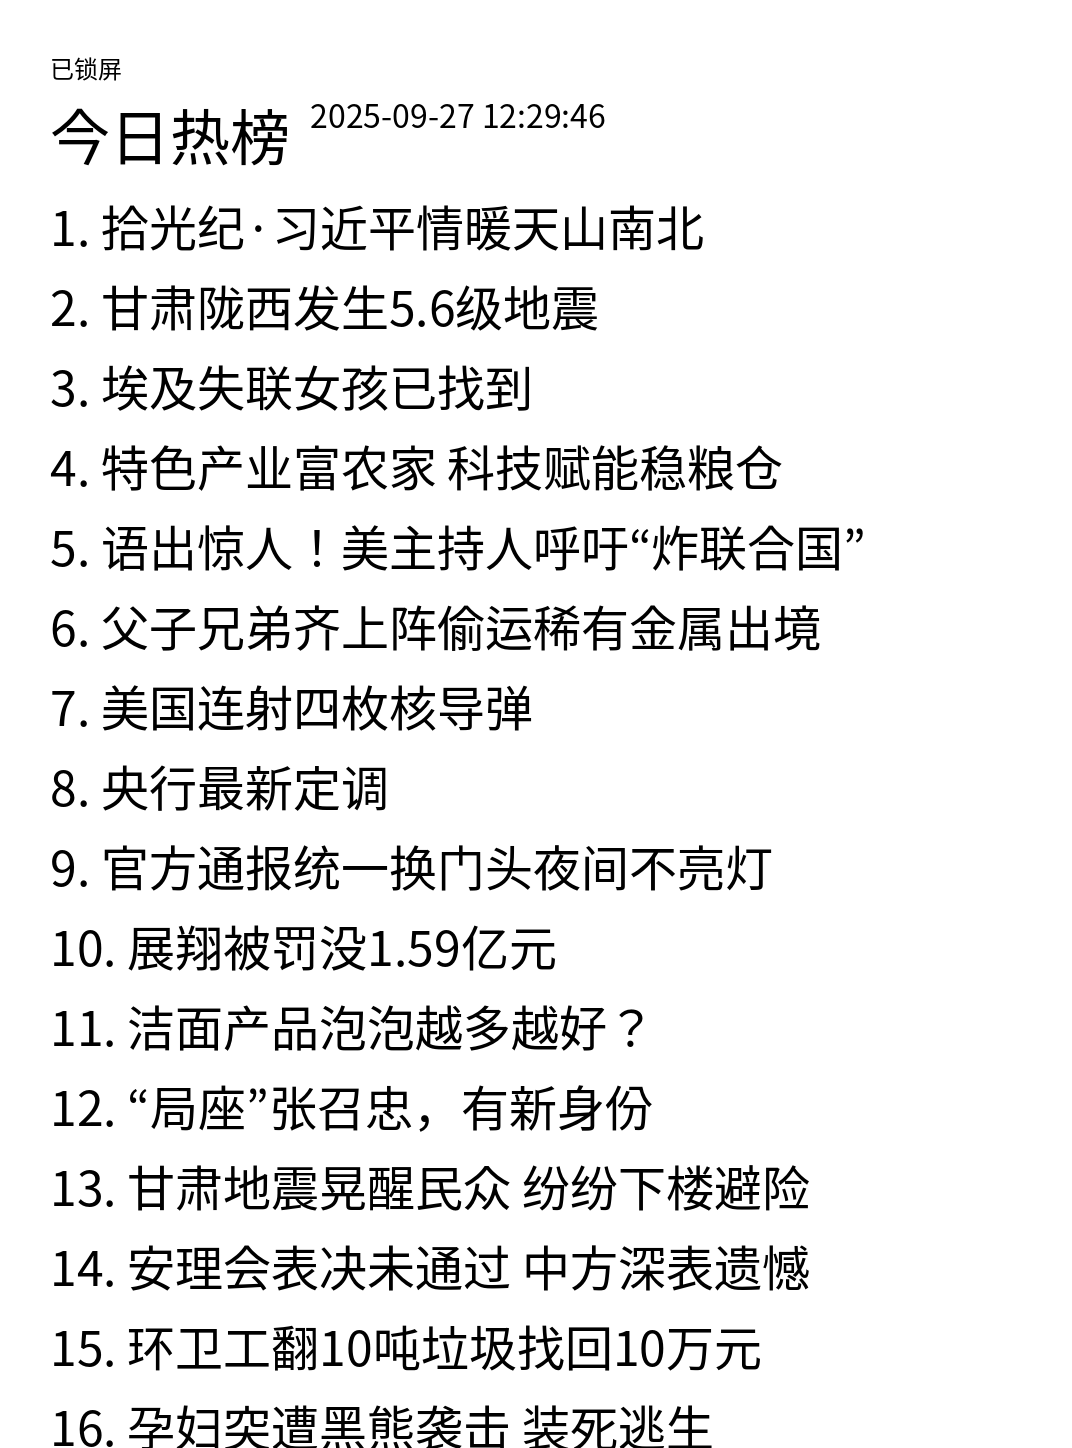 已锁屏
今日热榜 2025-09-27 12:29:46
1. 拾光纪·习近平情暖天山南北
2. 甘肃陇西发生5.6级地震
3. 埃及失联女孩已找到
4. 特色产业富农家 科技赋能稳粮仓
5. 语出惊人！美主持人呼吁“炸联合国”
6. 父子兄弟齐上阵偷运稀有金属出境
7. 美国连射四枚核导弹
8. 央行最新定调
9. 官方通报统一换门头夜间不亮灯
10. 展翔被罚没1.59亿元
11. 洁面产品泡泡越多越好？
12. “局座”张召忠，有新身份
13. 甘肃地震晃醒民众 纷纷下楼避险
14. 安理会表决未通过 中方深表遗憾
15. 环卫工翻10吨垃圾找回10万元
16. 孕妇突遭黑熊袭击 装死逃生